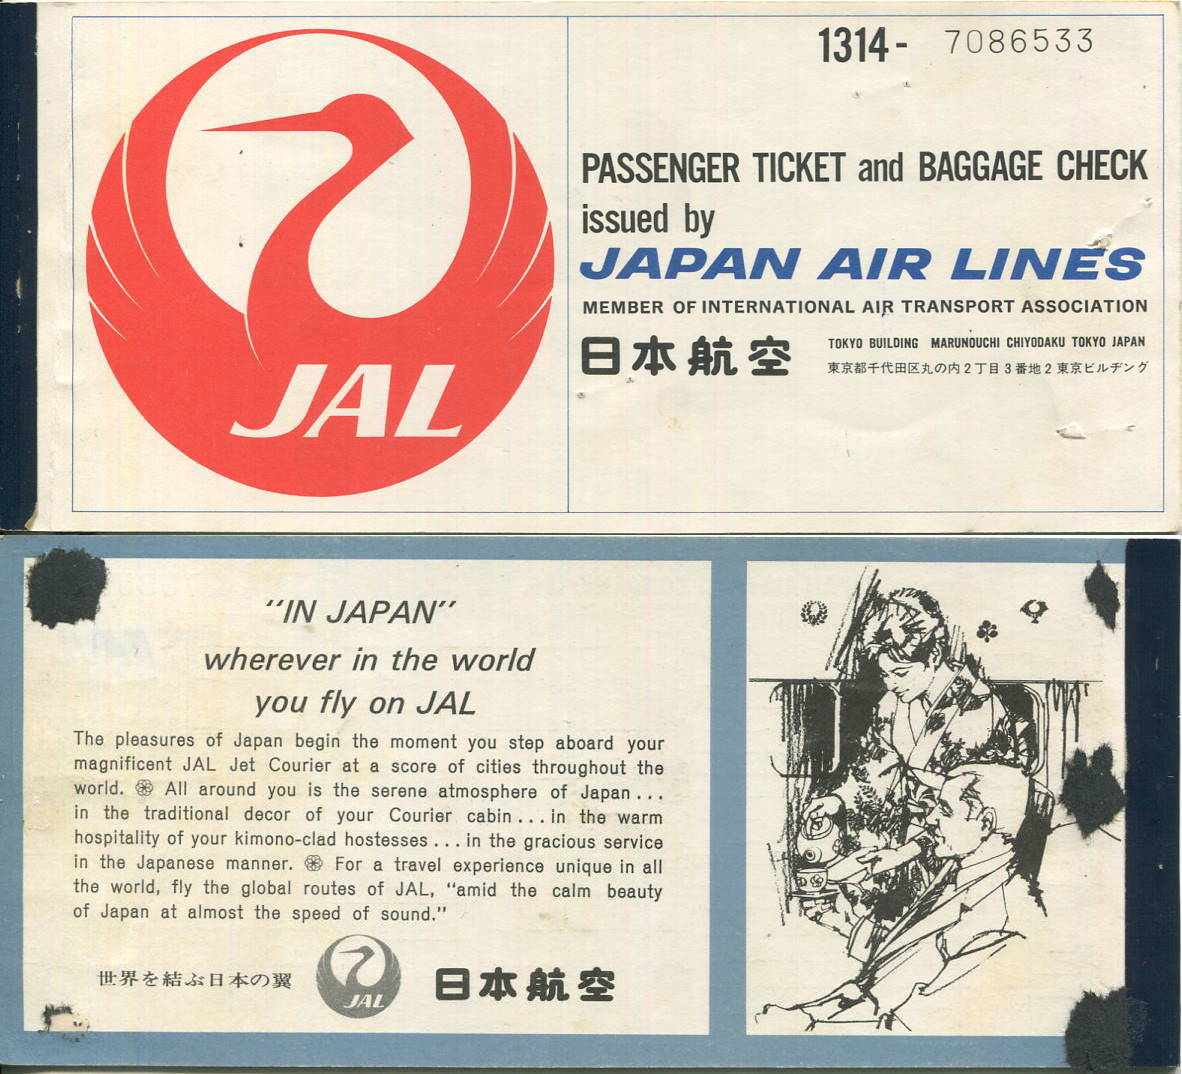 1314- 7086533
JAL
PASSENGER TICKET and BAGGAGE CHECK
issued by
JAPAN AIR LINES
MEMBER OF INTERNATIONAL AIR TRANSPORT ASSOCIATION
日本航空
TOKYO BUILDING MARUNOUCHI CHIYODAKU TOKYO JAPAN
東京都千代田区丸の内2丁目3番地2東京ビルヂング
"IN JAPAN"
wherever in the world
you fly on JAL
The pleasures of Japan begin the moment you step aboard your
magnificent JAL Jet Courier at a score of cities throughout the
world. All around you is the serene atmosphere of Japan...
in the traditional decor of your Courier cabin...in the warm
hospitality of your kimono-clad hostesses...in the gracious service
in the Japanese manner. For a travel experience unique in all
the world, fly the global routes of JAL, "amid the calm beauty
of Japan at almost the speed of sound."
世界を結ぶ日本の翼
JAL
日本航空